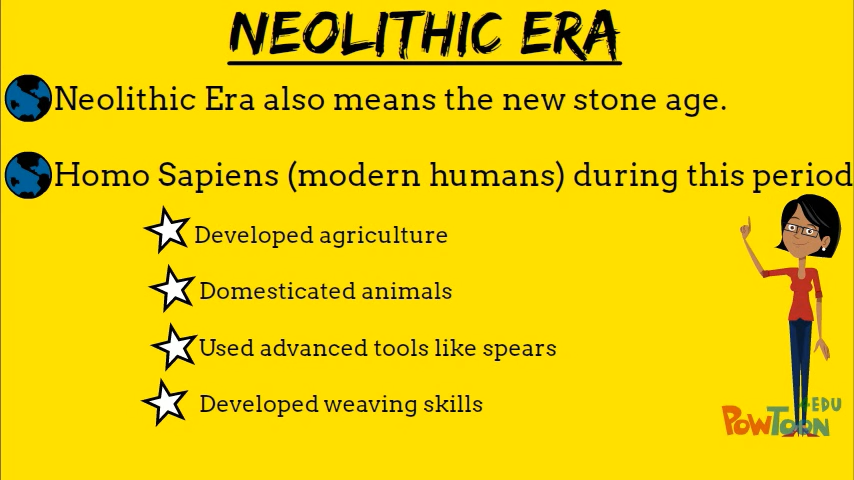 NEOLITHIC ERA
Neolithic Era also means the new stone age.
Homo Sapiens (modern humans) during this period
Developed agriculture
Domesticated animals
Used advanced tools like spears
Developed weaving skills
EDU
PowToon